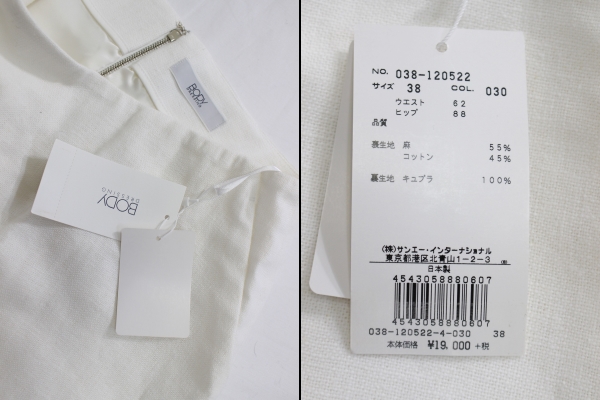 BODY
DRESSING
BODY
DRESSING
NO. 038-120522
サイズ 38 COL. 030
ウエスト 62
ヒップ 88
品質
表生地 麻 55%
コットン 45%
裏生地 キュプラ 100%
(株)サンエー・インターナショナル
東京都港区北青山1-2-3
日本製
4543058880607
4543058880607
038-120522-4-030 38
本体価格 ¥19,000 +税